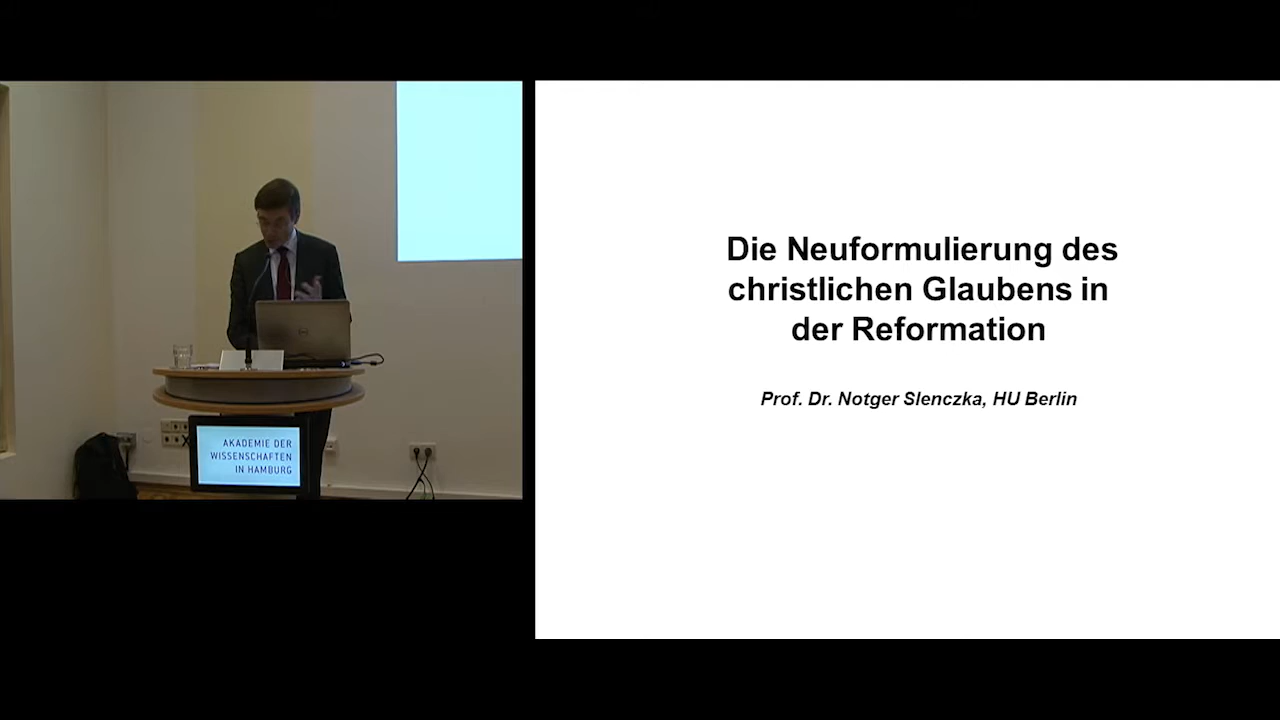 AKADEMIE DER
WISSENSCHAFTEN
IN HAMBURG
Die Neuformulierung des
christlichen Glaubens in
der Reformation
Prof. Dr. Notger Slenczka, HU Berlin